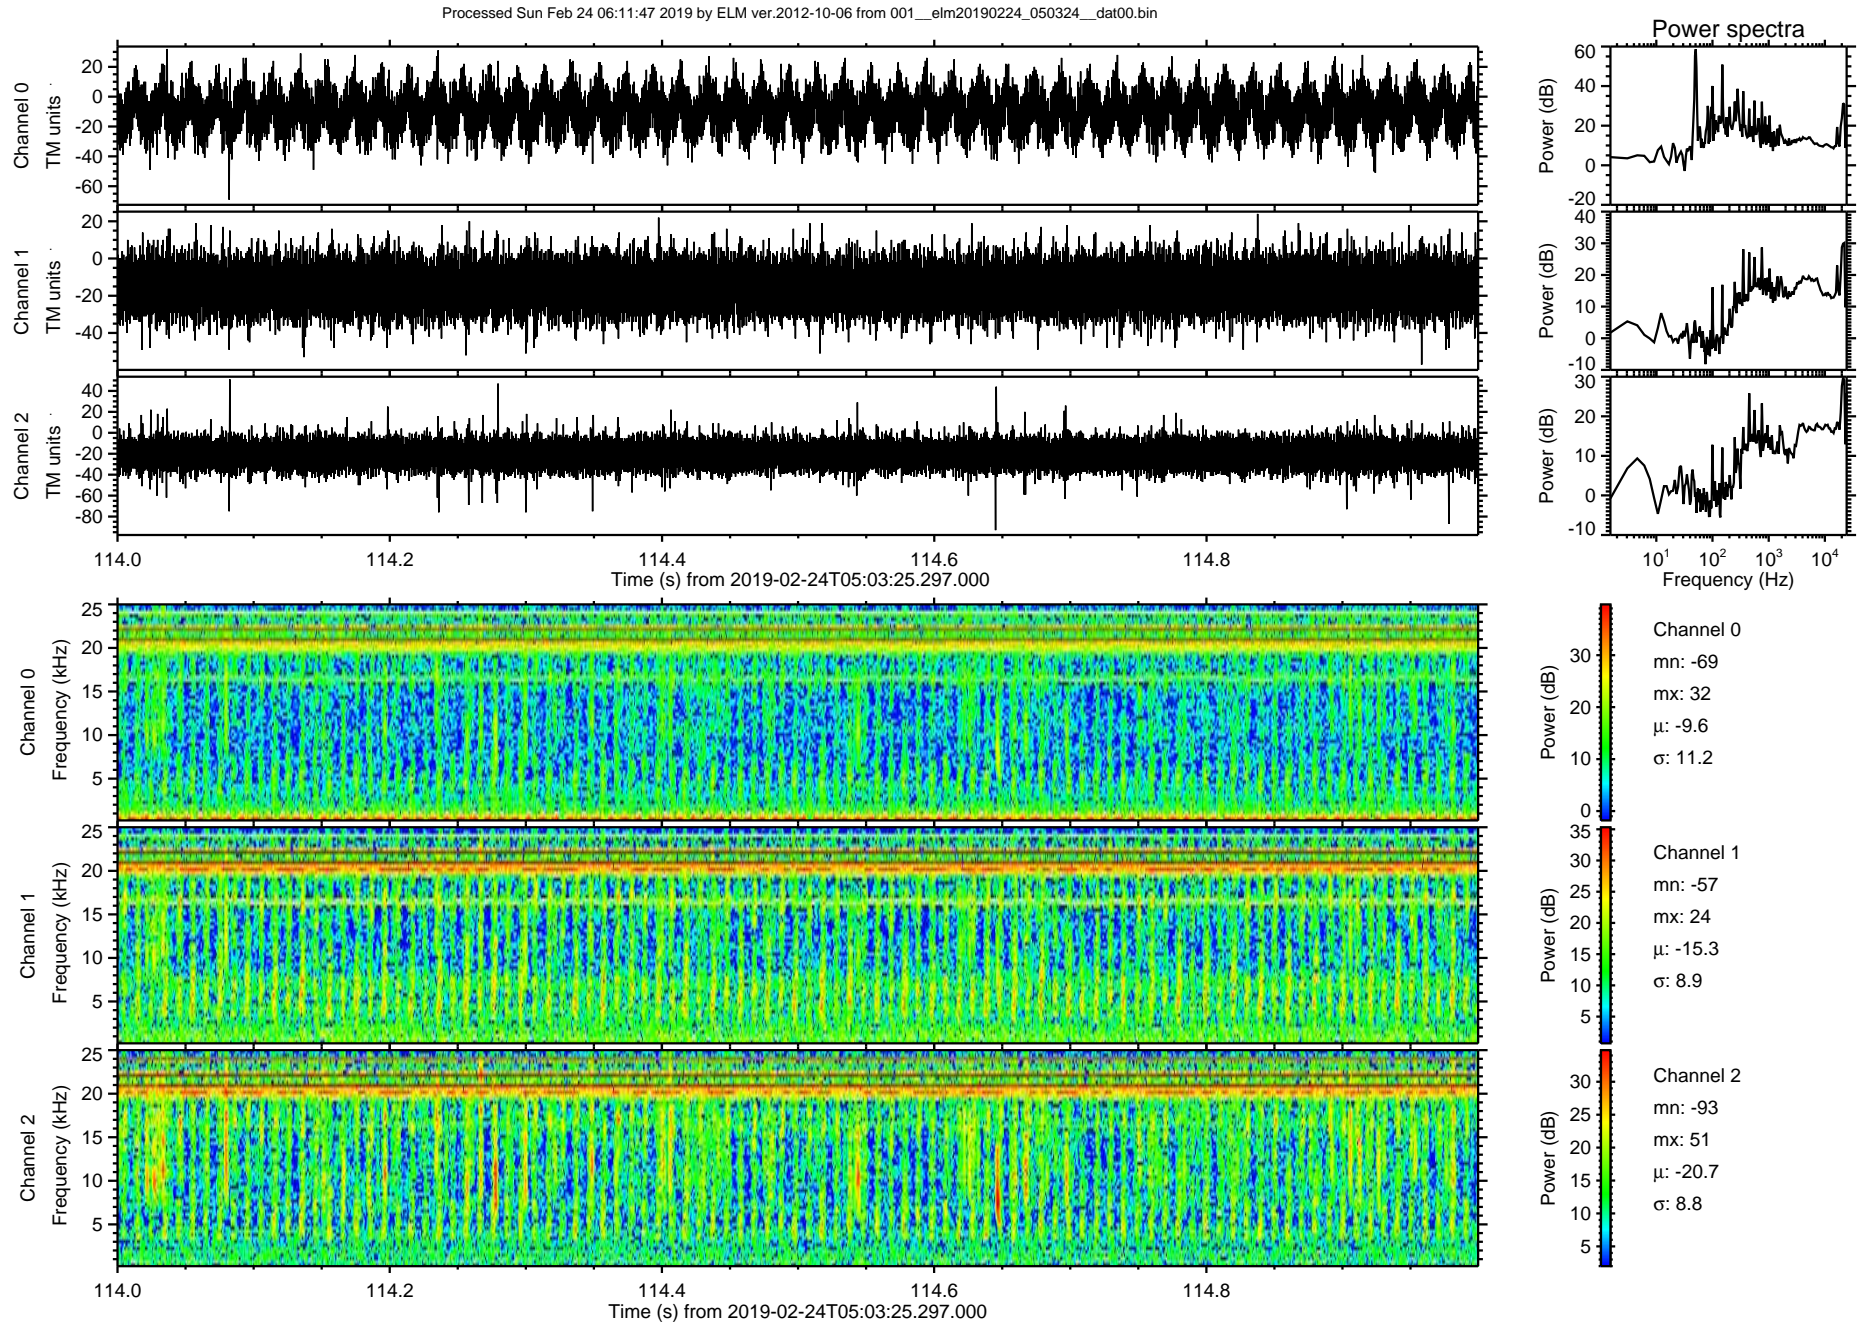 Processed Sun Feb 24 06:11:47 2019 by ELM ver.2012-10-06 from 001__elm20190224_050324__dat00.bin
Power spectra
Channel 0
TM units
20
0
-20
-40
-60
Power (dB)
60
40
20
0
-20
Channel 1
TM units
20
0
-20
-40
Power (dB)
40
30
20
10
0
-10
Channel 2
TM units
40
20
0
-20
-40
-60
-80
Power (dB)
30
20
10
0
-10
114.0 114.2 114.4 114.6 114.8
Time (s) from 2019-02-24T05:03:25.297.000
10¹ 10² 10³ 10⁴
Frequency (Hz)
Channel 0
Frequency (kHz)
25
20
15
10
5
Power (dB)
30
20
10
0
Channel 0
mn: -69
mx: 32
μ: -9.6
σ: 11.2
Channel 1
Frequency (kHz)
25
20
15
10
5
Power (dB)
35
30
25
20
15
10
5
Channel 1
mn: -57
mx: 24
μ: -15.3
σ: 8.9
Channel 2
Frequency (kHz)
25
20
15
10
5
Power (dB)
30
25
20
15
10
5
Channel 2
mn: -93
mx: 51
μ: -20.7
σ: 8.8
114.0 114.2 114.4 114.6 114.8
Time (s) from 2019-02-24T05:03:25.297.000